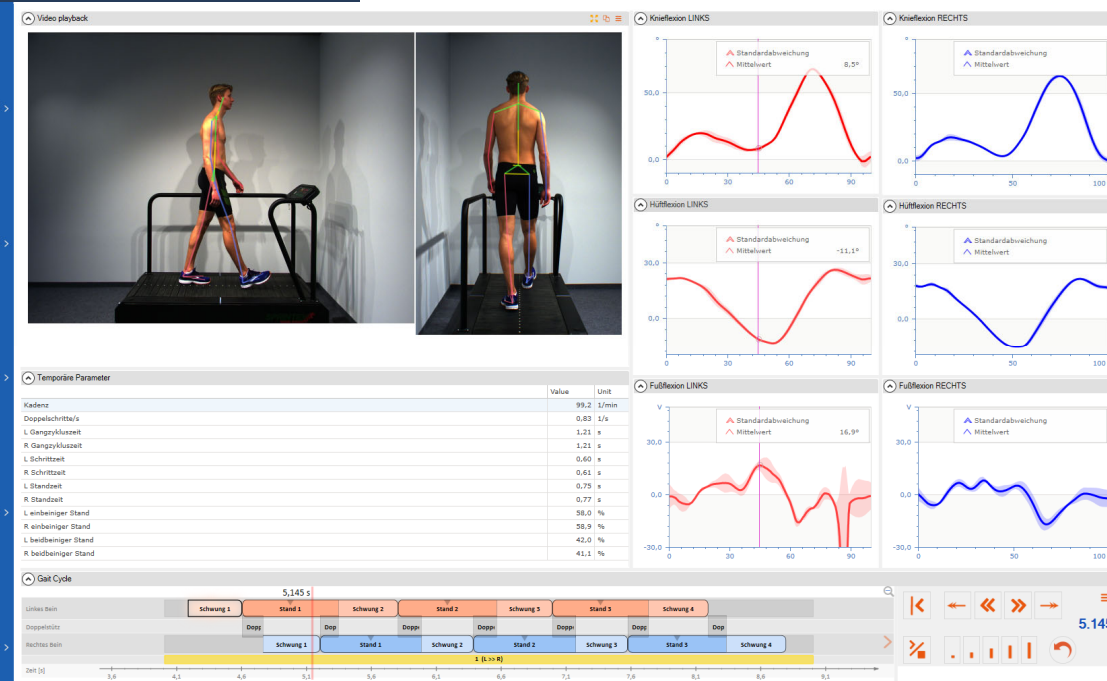 Video playback
Knieflexion LINKS
Knieflexion RECHTS
°
Standardabweichung
Mittelwert 8,5°
50,0
0,0
0 30 60 90
°
Standardabweichung
Mittelwert
50,0
0,0
0 50 100
Hüftflexion LINKS
Hüftflexion RECHTS
°
Standardabweichung
Mittelwert -11,1°
30,0
0,0
0 30 60 90
°
Standardabweichung
Mittelwert
30,0
0,0
0 50 100
Temporäre Parameter
Value Unit
Kadenz 99,2 1/min
Doppelschritte/s 0,83 1/s
L Gangzykluszeit 1,21 s
R Gangzykluszeit 1,21 s
L Schrittzeit 0,60 s
R Schrittzeit 0,61 s
L Standzeit 0,75 s
R Standzeit 0,77 s
L einbeiniger Stand 58,0 %
R einbeiniger Stand 58,9 %
L beidbeiniger Stand 42,0 %
R beidbeiniger Stand 41,1 %
Fußflexion LINKS
Fußflexion RECHTS
V
Standardabweichung
Mittelwert 16,9°
30,0
0,0
-30,0
0 30 60 90
V
Standardabweichung
Mittelwert
30,0
0,0
-30,0
0 50 100
Gait Cycle
5,145 s
Linkes Bein Schwung 1 Stand 1 Schwung 2 Stand 2 Schwung 3 Stand 3 Schwung 4
Doppelstütz Dopp Dop Dopp Dopp Dopp Dopp Dop
Rechtes Bein Schwung 1 Stand 1 Schwung 2 Stand 2 Schwung 3 Stand 3 Schwung 4
1 (L >> R)
Zeit [s] 3,6 4,1 4,6 5,1 5,6 6,1 6,6 7,1 7,6 8,1 8,6 9,1
5.145